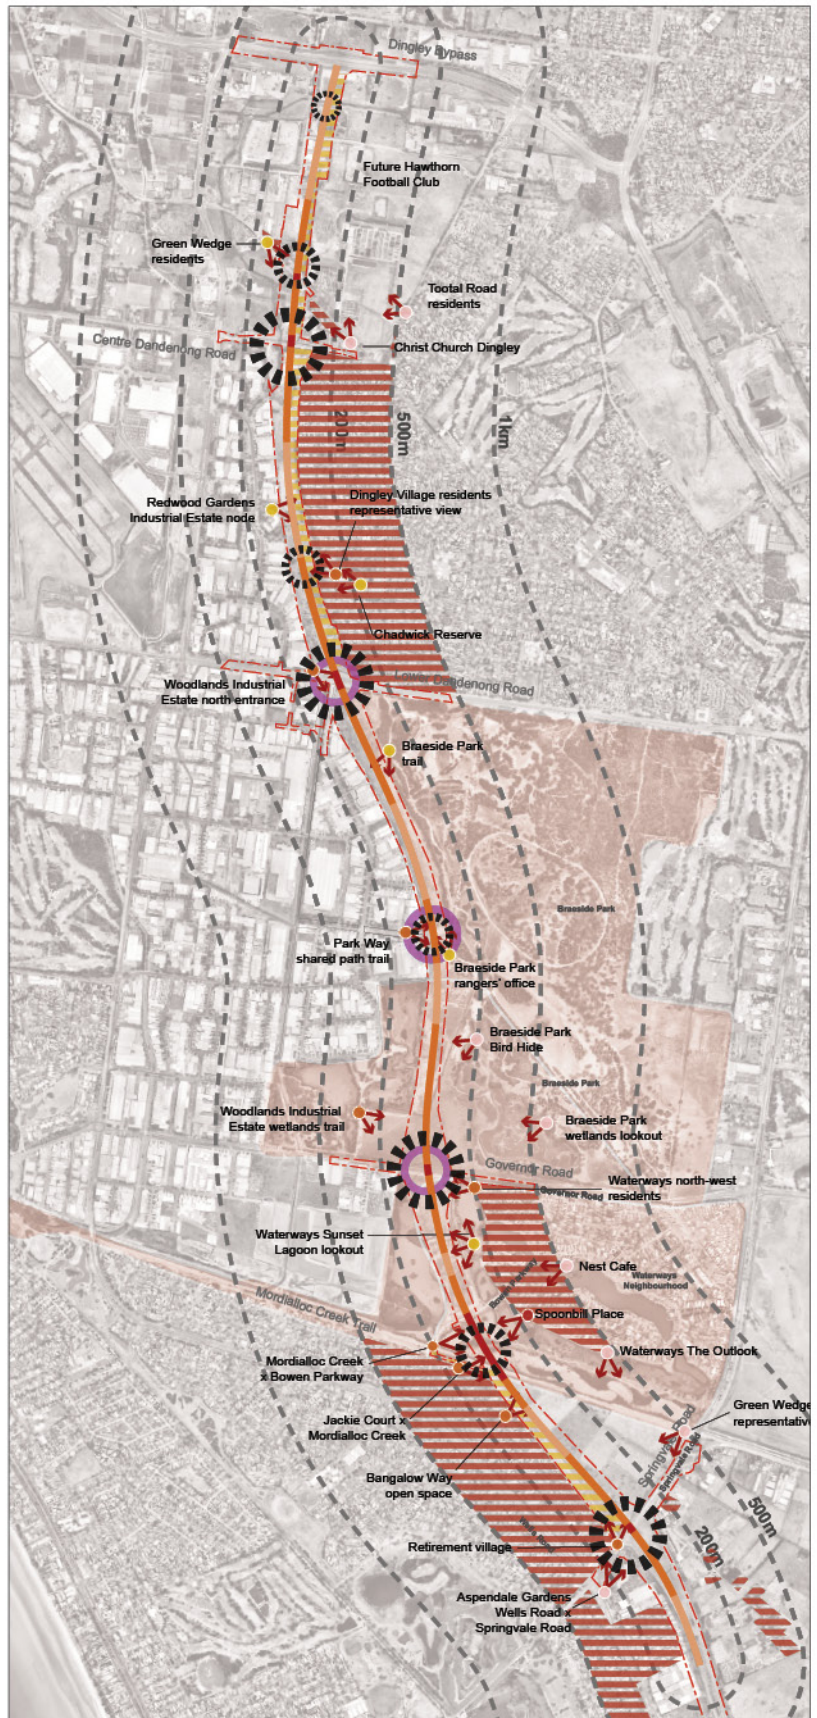 Dingley Bypass
Future Hawthorn
Football Club
Green Wedge
residents
Tootal Road
residents
Centre Dandenong Road
Christ Church Dingley
200m
500m
1km
Redwood Gardens
Industrial Estate node
Dingley Village residents
representative view
Chadwick Reserve
Woodlands Industrial
Estate north entrance
Lower Dandenong Road
Braeside Park
trail
Braeside Park
Park Way
shared path trail
Braeside Park
rangers' office
Braeside Park
Bird Hide
Braeside Park
Woodlands Industrial
Estate wetlands trail
Braeside Park
wetlands lookout
Governor Road
Governor Road
Waterways north-west
residents
Waterways Sunset
Lagoon lookout
Nest Cafe
Waterways
Neighbourhood
Bowen Parkway
Mordialloc Creek Trail
Spoonbill Place
Mordialloc Creek
x Bowen Parkway
Waterways The Outlook
Jackie Court x
Mordialloc Creek
Green Wedge
representativ
Springvale Road
Springvale Road
Bangalow Way
open space
500m
200m
Wells Road
Retirement village
Aspendale Gardens
Wells Road x
Springvale Road